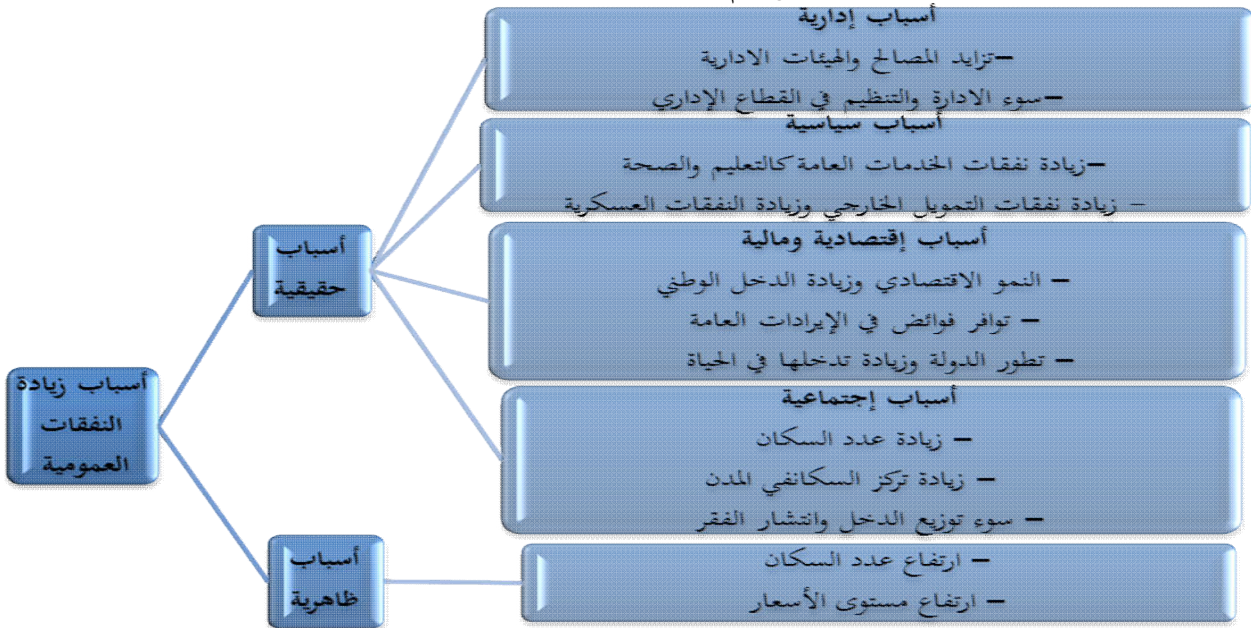 أسباب إدارية
–تزايد المصالح والهيئات الادارية
–سوء الادارة والتنظيم في القطاع الإداري
أسباب سياسية
–زيادة نفقات الخدمات العامة كالتعليم والصحة
– زيادة نفقات التمويل الخارجي وزيادة النفقات العسكرية
أسباب إقتصادية ومالية
– النمو الاقتصادي وزيادة الدخل الوطني
– توافر فوائض في الإيرادات العامة
– تطور الدولة وزيادة تدخلها في الحياة
أسباب إجتماعية
– زيادة عدد السكان
– زيادة تركز السكانفي المدن
– سوء توزيع الدخل وانتشار الفقر
– ارتفاع عدد السكان
– ارتفاع مستوى الأسعار
أسباب
حقيقية
أسباب
ظاهرية
أسباب زيادة
النفقات
العمومية